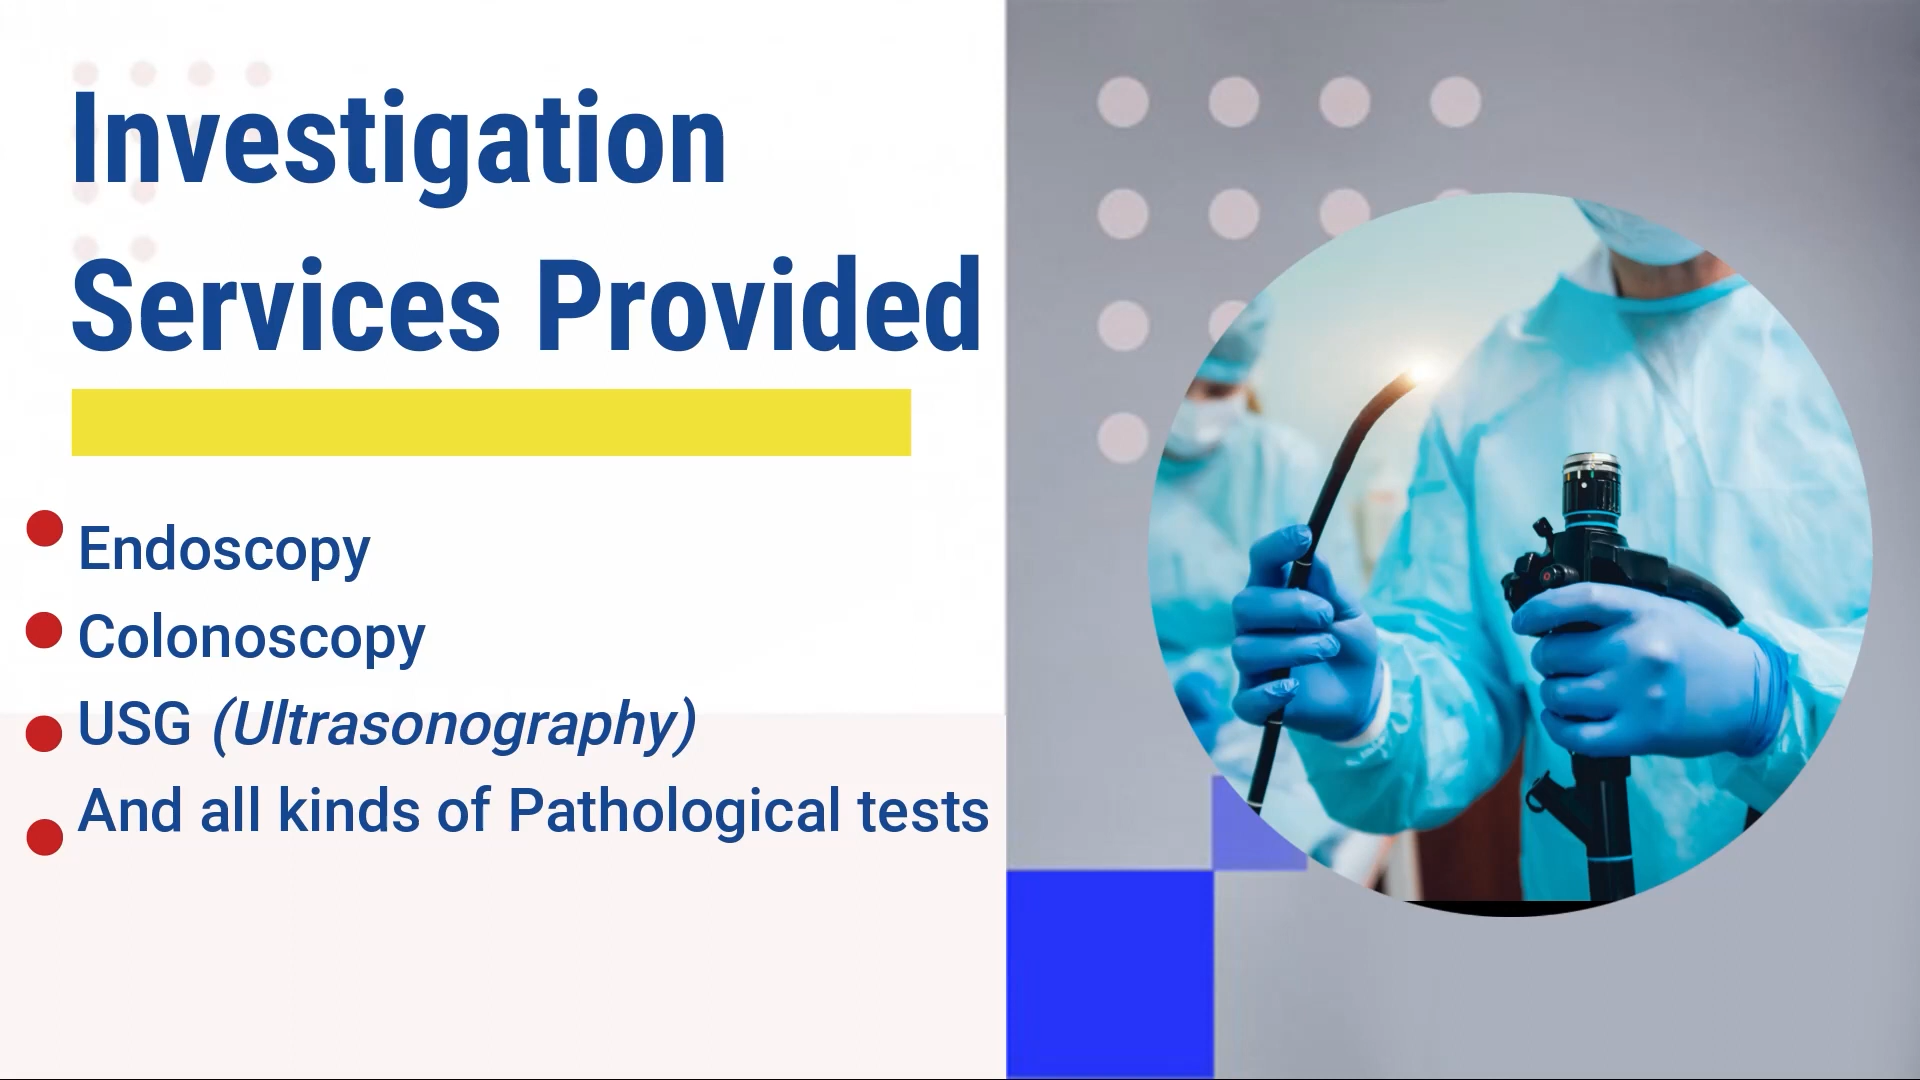 Investigation
Services Provided
Endoscopy
Colonoscopy
USG (Ultrasonography)
And all kinds of Pathological tests